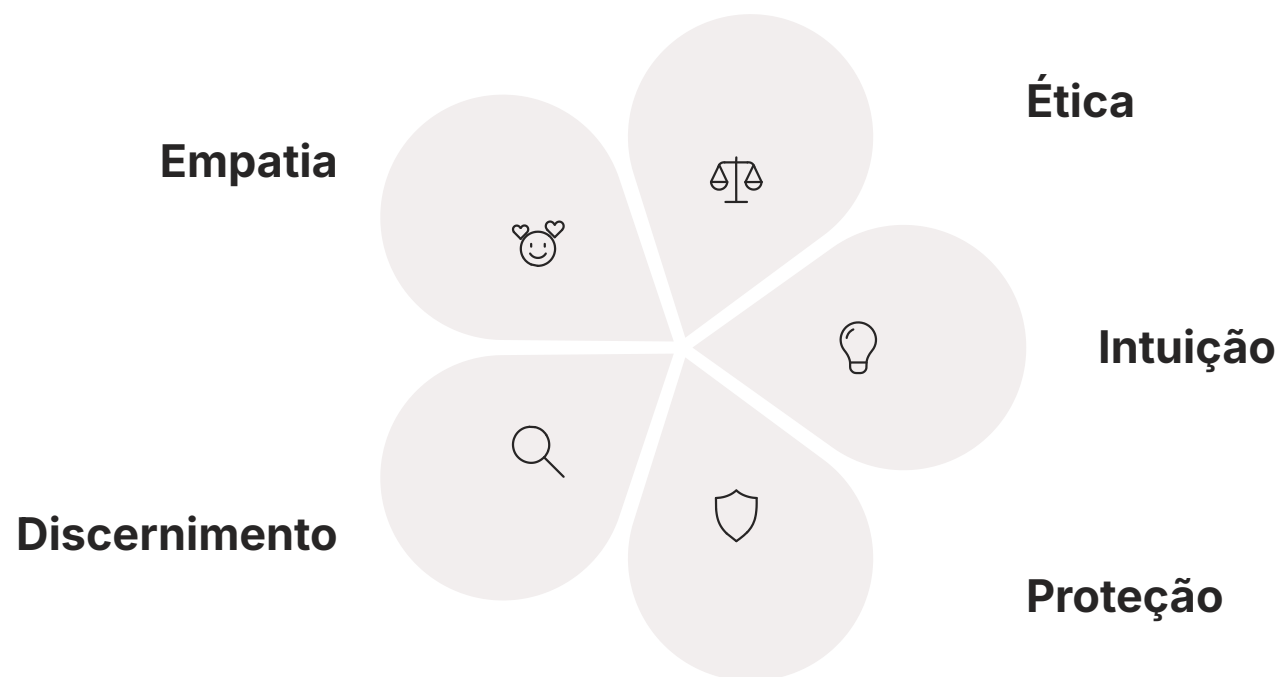 Ética
Empatia
Intuição
Discernimento
Proteção